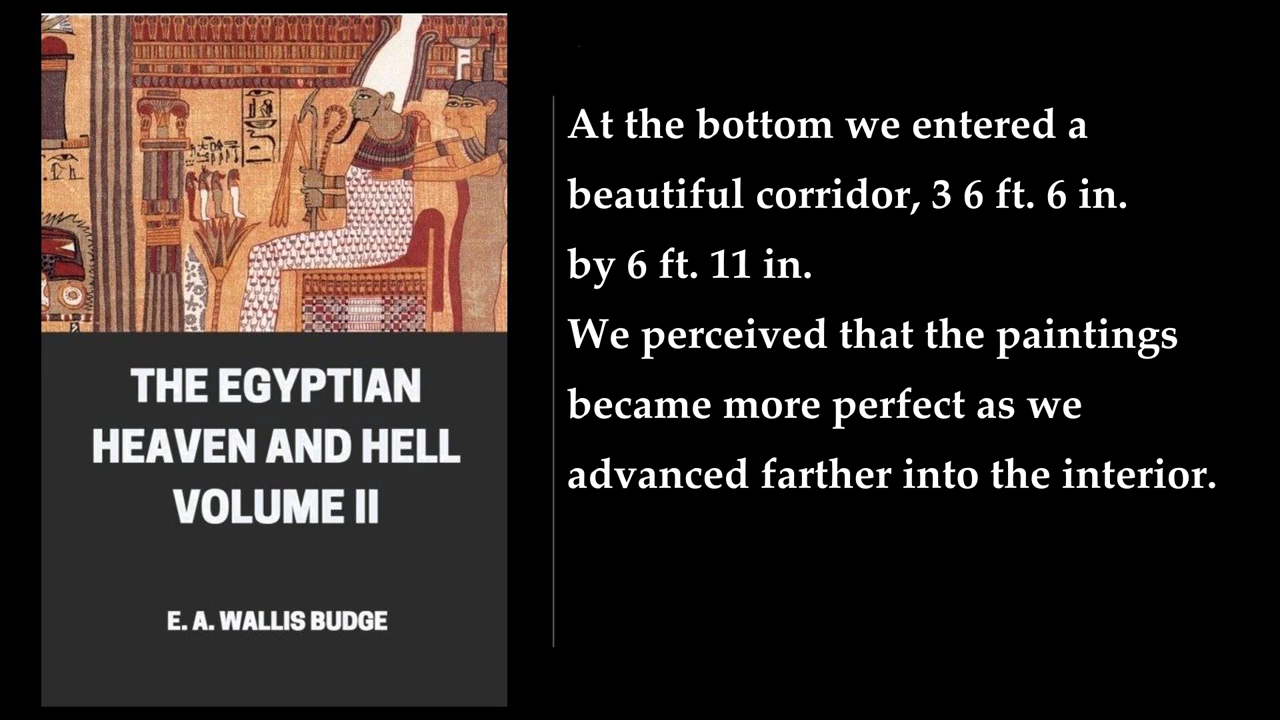 THE EGYPTIAN
HEAVEN AND HELL
VOLUME II
E. A. WALLIS BUDGE
At the bottom we entered a
beautiful corridor, 3 6 ft. 6 in.
by 6 ft. 11 in.
We perceived that the paintings
became more perfect as we
advanced farther into the interior.